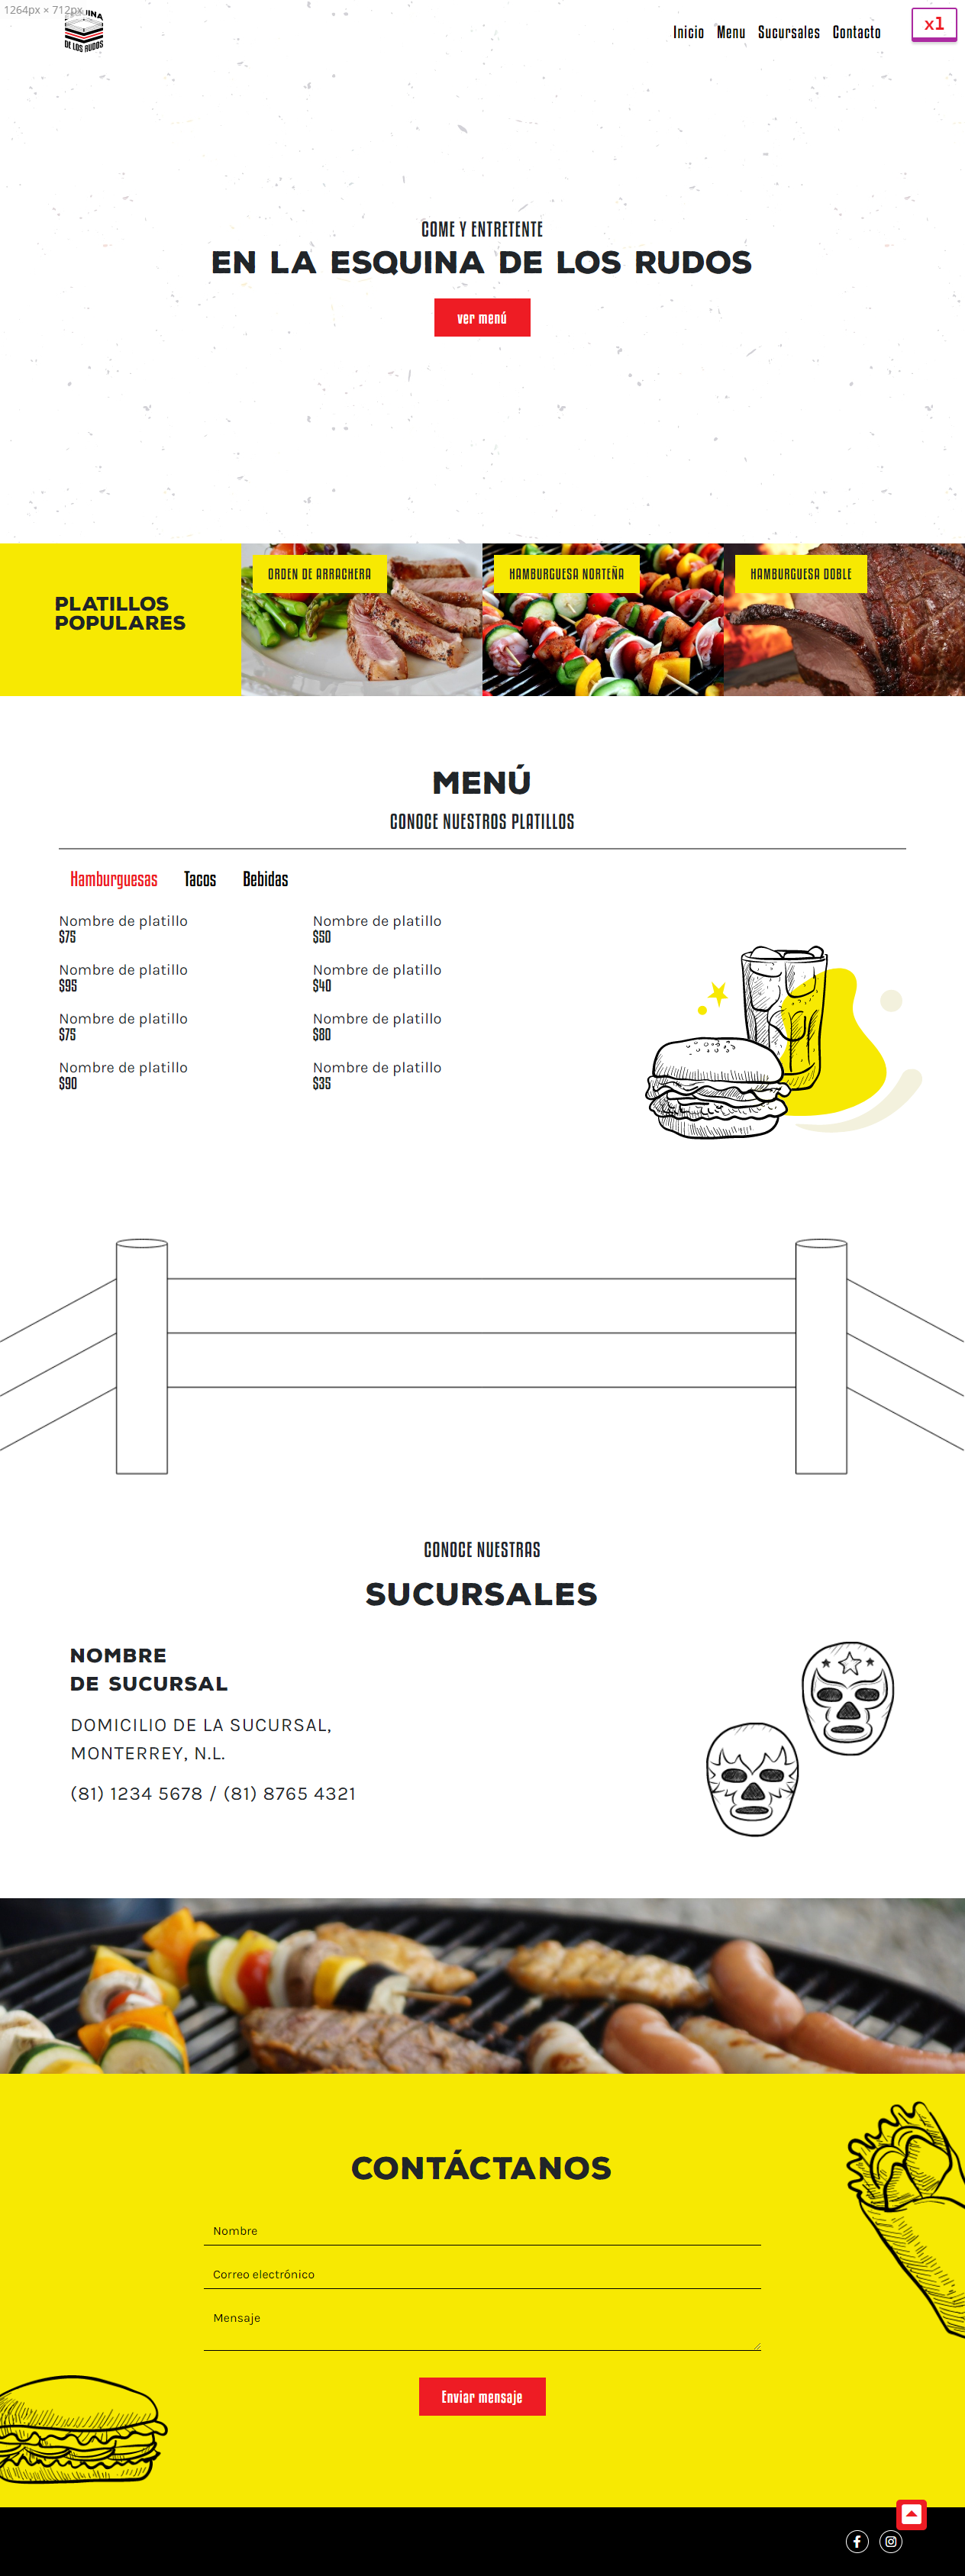 1264px × 712px
DE LOS RUDOS
Inicio Menu Sucursales Contacto
x1
COME Y ENTRETENTE
EN LA ESQUINA DE LOS RUDOS
ver menú
PLATILLOS
POPULARES
ORDEN DE ARRACHERA
HAMBURGUESA NORTEÑA
HAMBURGUESA DOBLE
MENÚ
CONOCE NUESTROS PLATILLOS
Hamburguesas Tacos Bebidas
Nombre de platillo
$75
Nombre de platillo
$50
Nombre de platillo
$95
Nombre de platillo
$40
Nombre de platillo
$75
Nombre de platillo
$80
Nombre de platillo
$90
Nombre de platillo
$35
CONOCE NUESTRAS
SUCURSALES
NOMBRE
DE SUCURSAL
DOMICILIO DE LA SUCURSAL,
MONTERREY, N.L.
(81) 1234 5678 / (81) 8765 4321
CONTÁCTANOS
Nombre
Correo electrónico
Mensaje
Enviar mensaje